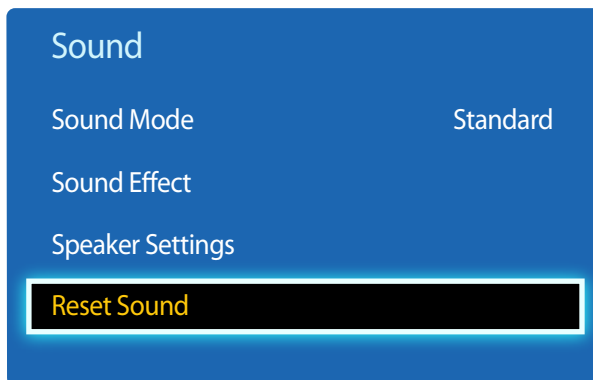 Sound
Sound Mode Standard
Sound Effect
Speaker Settings
Reset Sound